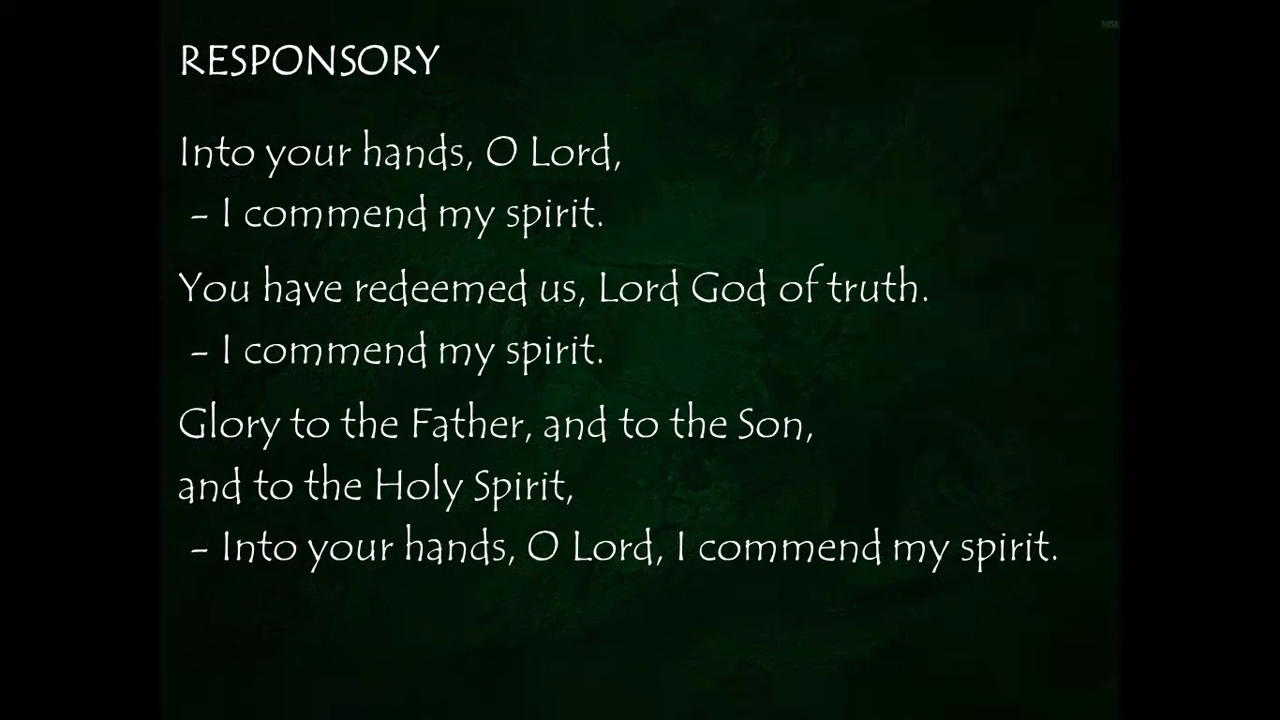 RESPONSORY
Into your hands, O Lord,
– I commend my spirit.
You have redeemed us, Lord God of truth.
– I commend my spirit.
Glory to the Father, and to the Son,
and to the Holy Spirit,
– Into your hands, O Lord, I commend my spirit.